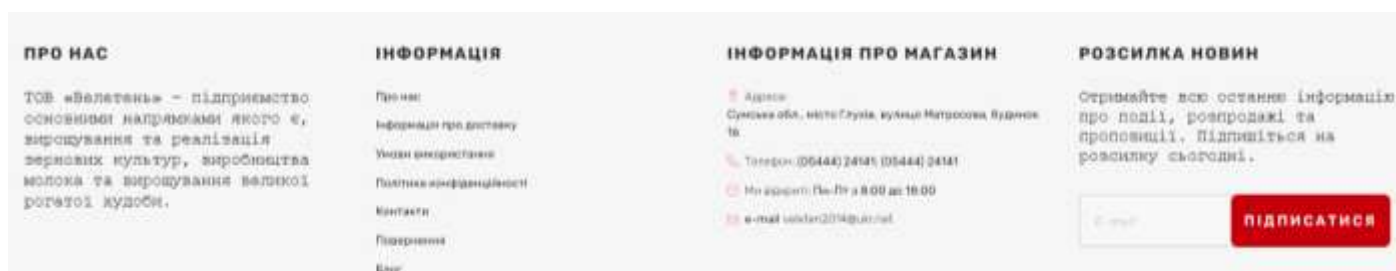 ПРО НАС
ТОВ «Велетень» - підприємство
основними напрямками якого є,
вирощування та реалізація
зернових культур, виробництва
молока та вирощування великої
рогатої худоби.
ІНФОРМАЦІЯ
Про нас
Інформація про доставку
Умови використання
Політика конфіденційності
Контакти
Повернення
Блог
ІНФОРМАЦІЯ ПРО МАГАЗИН
Адреса:
Сумська обл., місто Глухів, вулиця Матросова, будинок
Телефон: (05444) 24141; (05444) 24141
Ми відкриті: Пн-Пт з 8:00 до 18:00
e-mail
РОЗСИЛКА НОВИН
Отримайте всю останню інформацію
про події, розпродажі та
пропозиції. Підпишіться на
розсилку сьогодні.
E-mail
ПІДПИСАТИСЯ